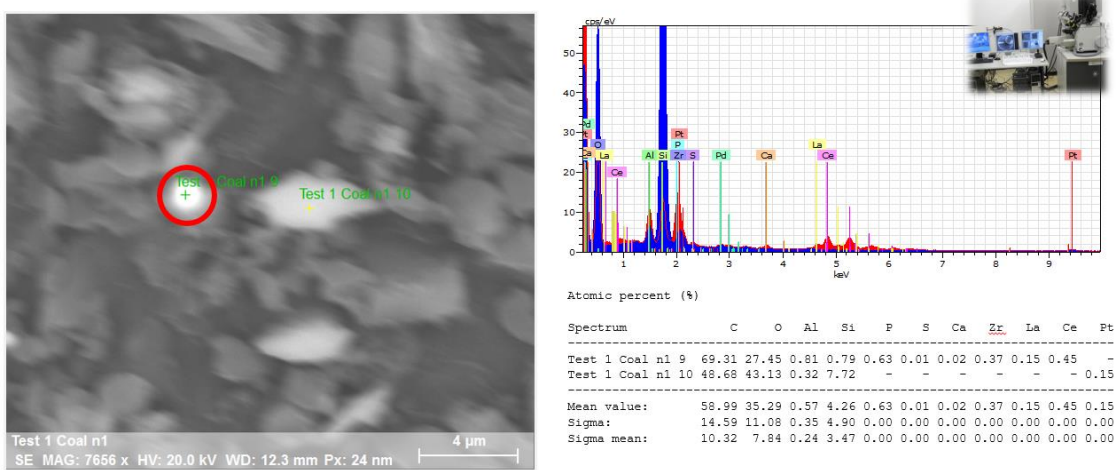 Test Coal n1 9
Test 1 Coal n1 10
Test 1 Coal n1
4 µm
SE MAG: 7656 x HV: 20.0 kV WD: 12.3 mm Px: 24 nm
cps/eV
50
40
30
20
10
0
Pd
Pt
Ca
O
La
Ce
Al
Si
Pt
P
Zr
S
Pd
Ca
La
Ce
Pt
1 2 3 4 5 6 7 8 9
keV
Atomic percent (%)
Spectrum C O Al Si P S Ca Zr La Ce Pt
Test 1 Coal n1 9 69.31 27.45 0.81 0.79 0.63 0.01 0.02 0.37 0.15 0.45 -
Test 1 Coal n1 10 48.68 43.13 0.32 7.72 - - - - - - 0.15
Mean value: 58.99 35.29 0.57 4.26 0.63 0.01 0.02 0.37 0.15 0.45 0.15
Sigma: 14.59 11.08 0.35 4.90 0.00 0.00 0.00 0.00 0.00 0.00 0.00
Sigma mean: 10.32 7.84 0.24 3.47 0.00 0.00 0.00 0.00 0.00 0.00 0.00